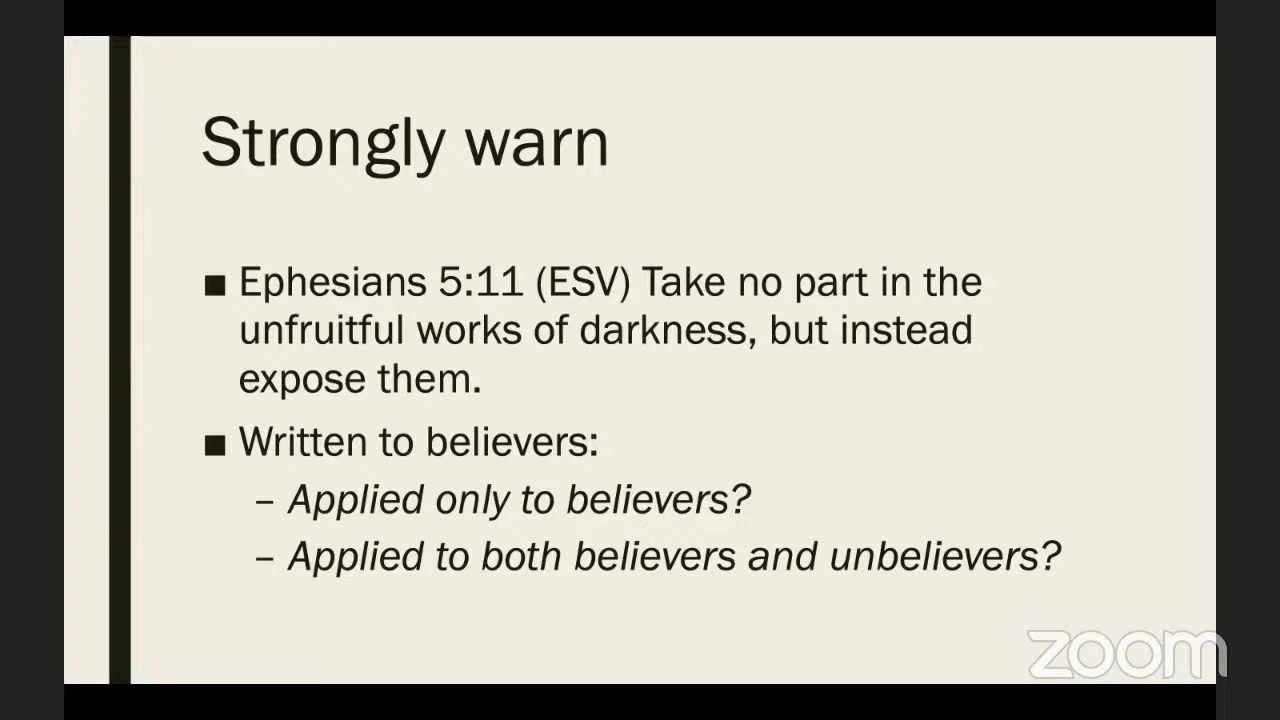 Strongly warn
■ Ephesians 5:11 (ESV) Take no part in the
unfruitful works of darkness, but instead
expose them.
■ Written to believers:
– Applied only to believers?
– Applied to both believers and unbelievers?
zoom